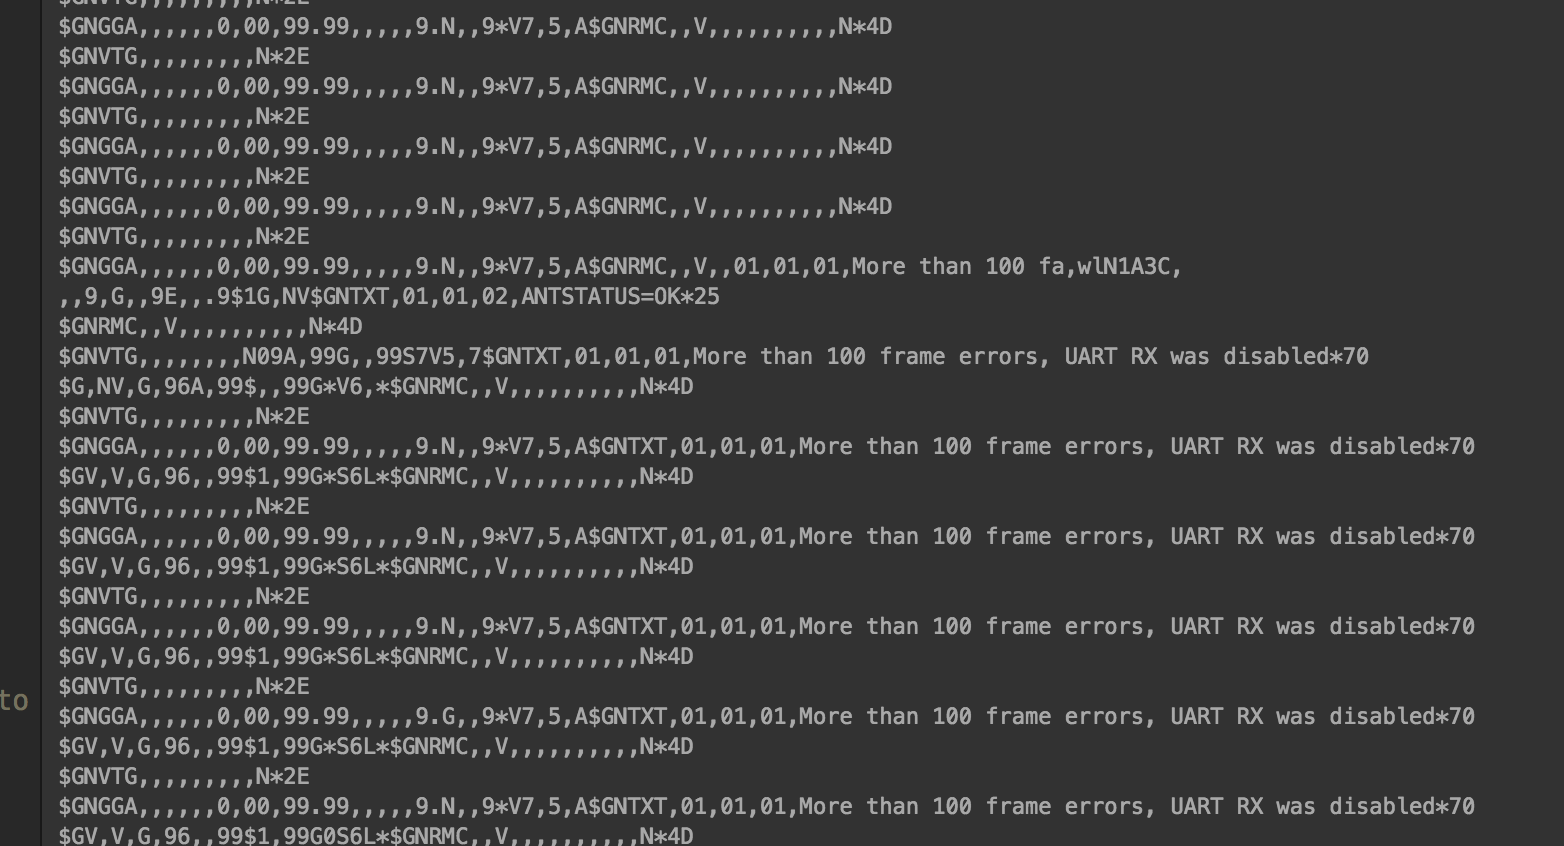 $GNVTG,,,,,,,,,N*2E
$GNGGA,,,,,,0,00,99.99,,,,,9.N,,9*V7,5,A$GNRMC,,V,,,,,,,,,,N*4D
$GNVTG,,,,,,,,,N*2E
$GNGGA,,,,,,0,00,99.99,,,,,9.N,,9*V7,5,A$GNRMC,,V,,,,,,,,,,N*4D
$GNVTG,,,,,,,,,N*2E
$GNGGA,,,,,,0,00,99.99,,,,,9.N,,9*V7,5,A$GNRMC,,V,,,,,,,,,,N*4D
$GNVTG,,,,,,,,,N*2E
$GNGGA,,,,,,0,00,99.99,,,,,9.N,,9*V7,5,A$GNRMC,,V,,,,,,,,,,N*4D
$GNVTG,,,,,,,,,N*2E
$GNGGA,,,,,,0,00,99.99,,,,,9.N,,9*V7,5,A$GNRMC,,V,,01,01,01,More than 100 fa,wlN1A3C,
,,9,G,,9E,,.9$1G,NV$GNTXT,01,01,02,ANTSTATUS=OK*25
$GNRMC,,V,,,,,,,,,,N*4D
$GNVTG,,,,,,,,N09A,99G,,99S7V5,7$GNTXT,01,01,01,More than 100 frame errors, UART RX was disabled*70
$G,NV,G,96A,99$,,99G*V6,*$GNRMC,,V,,,,,,,,,,N*4D
$GNVTG,,,,,,,,,N*2E
$GNGGA,,,,,,0,00,99.99,,,,,9.N,,9*V7,5,A$GNTXT,01,01,01,More than 100 frame errors, UART RX was disabled*70
$GV,V,G,96,,99$1,99G*S6L*$GNRMC,,V,,,,,,,,,,N*4D
$GNVTG,,,,,,,,,N*2E
$GNGGA,,,,,,0,00,99.99,,,,,9.N,,9*V7,5,A$GNTXT,01,01,01,More than 100 frame errors, UART RX was disabled*70
$GV,V,G,96,,99$1,99G*S6L*$GNRMC,,V,,,,,,,,,,N*4D
$GNVTG,,,,,,,,,N*2E
$GNGGA,,,,,,0,00,99.99,,,,,9.N,,9*V7,5,A$GNTXT,01,01,01,More than 100 frame errors, UART RX was disabled*70
$GV,V,G,96,,99$1,99G*S6L*$GNRMC,,V,,,,,,,,,,N*4D
to
$GNVTG,,,,,,,,,N*2E
$GNGGA,,,,,,0,00,99.99,,,,,9.G,,9*V7,5,A$GNTXT,01,01,01,More than 100 frame errors, UART RX was disabled*70
$GV,V,G,96,,99$1,99G*S6L*$GNRMC,,V,,,,,,,,,,N*4D
$GNVTG,,,,,,,,,N*2E
$GNGGA,,,,,,0,00,99.99,,,,,9.N,,9*V7,5,A$GNTXT,01,01,01,More than 100 frame errors, UART RX was disabled*70
$GV,V,G,96,,99$1,99G0S6L*$GNRMC,,V,,,,,,,,,,N*4D